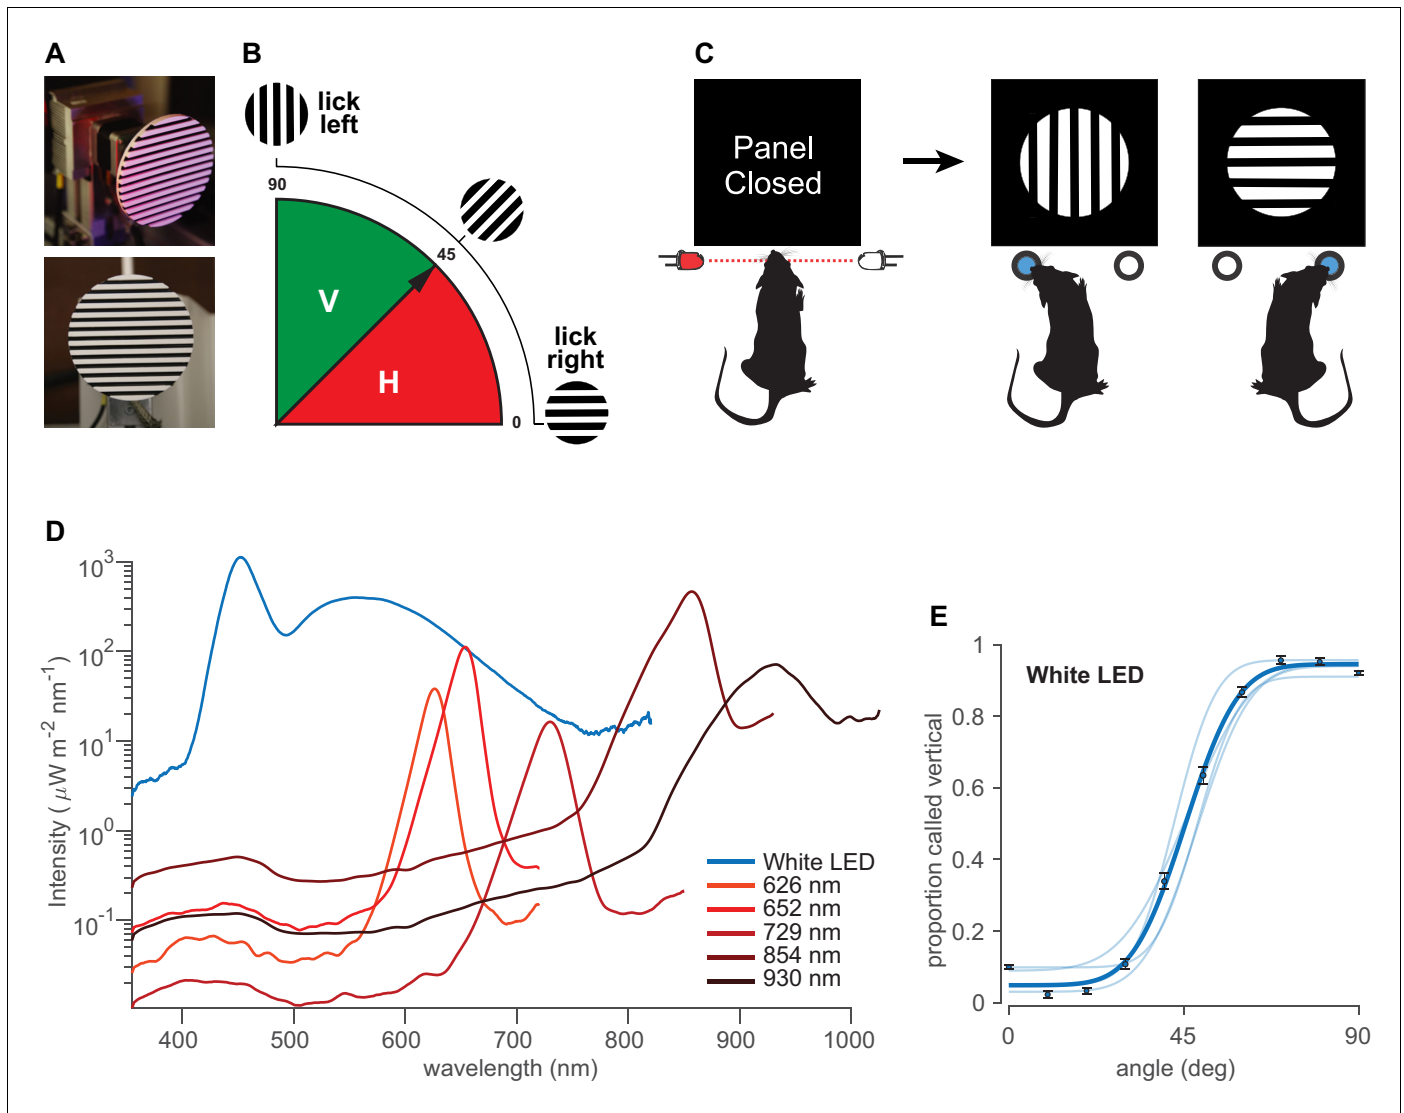 A
B
C
lick
left
90
45
V
H
lick
right
0
Panel
Closed
D
10³
10²
10¹
10⁰
10⁻¹
Intensity ( μW m⁻² nm⁻¹)
400
500
600
700
800
900
1000
wavelength (nm)
White LED
626 nm
652 nm
729 nm
854 nm
930 nm
E
White LED
1
0.8
0.6
0.4
0.2
0
proportion called vertical
0
45
90
angle (deg)